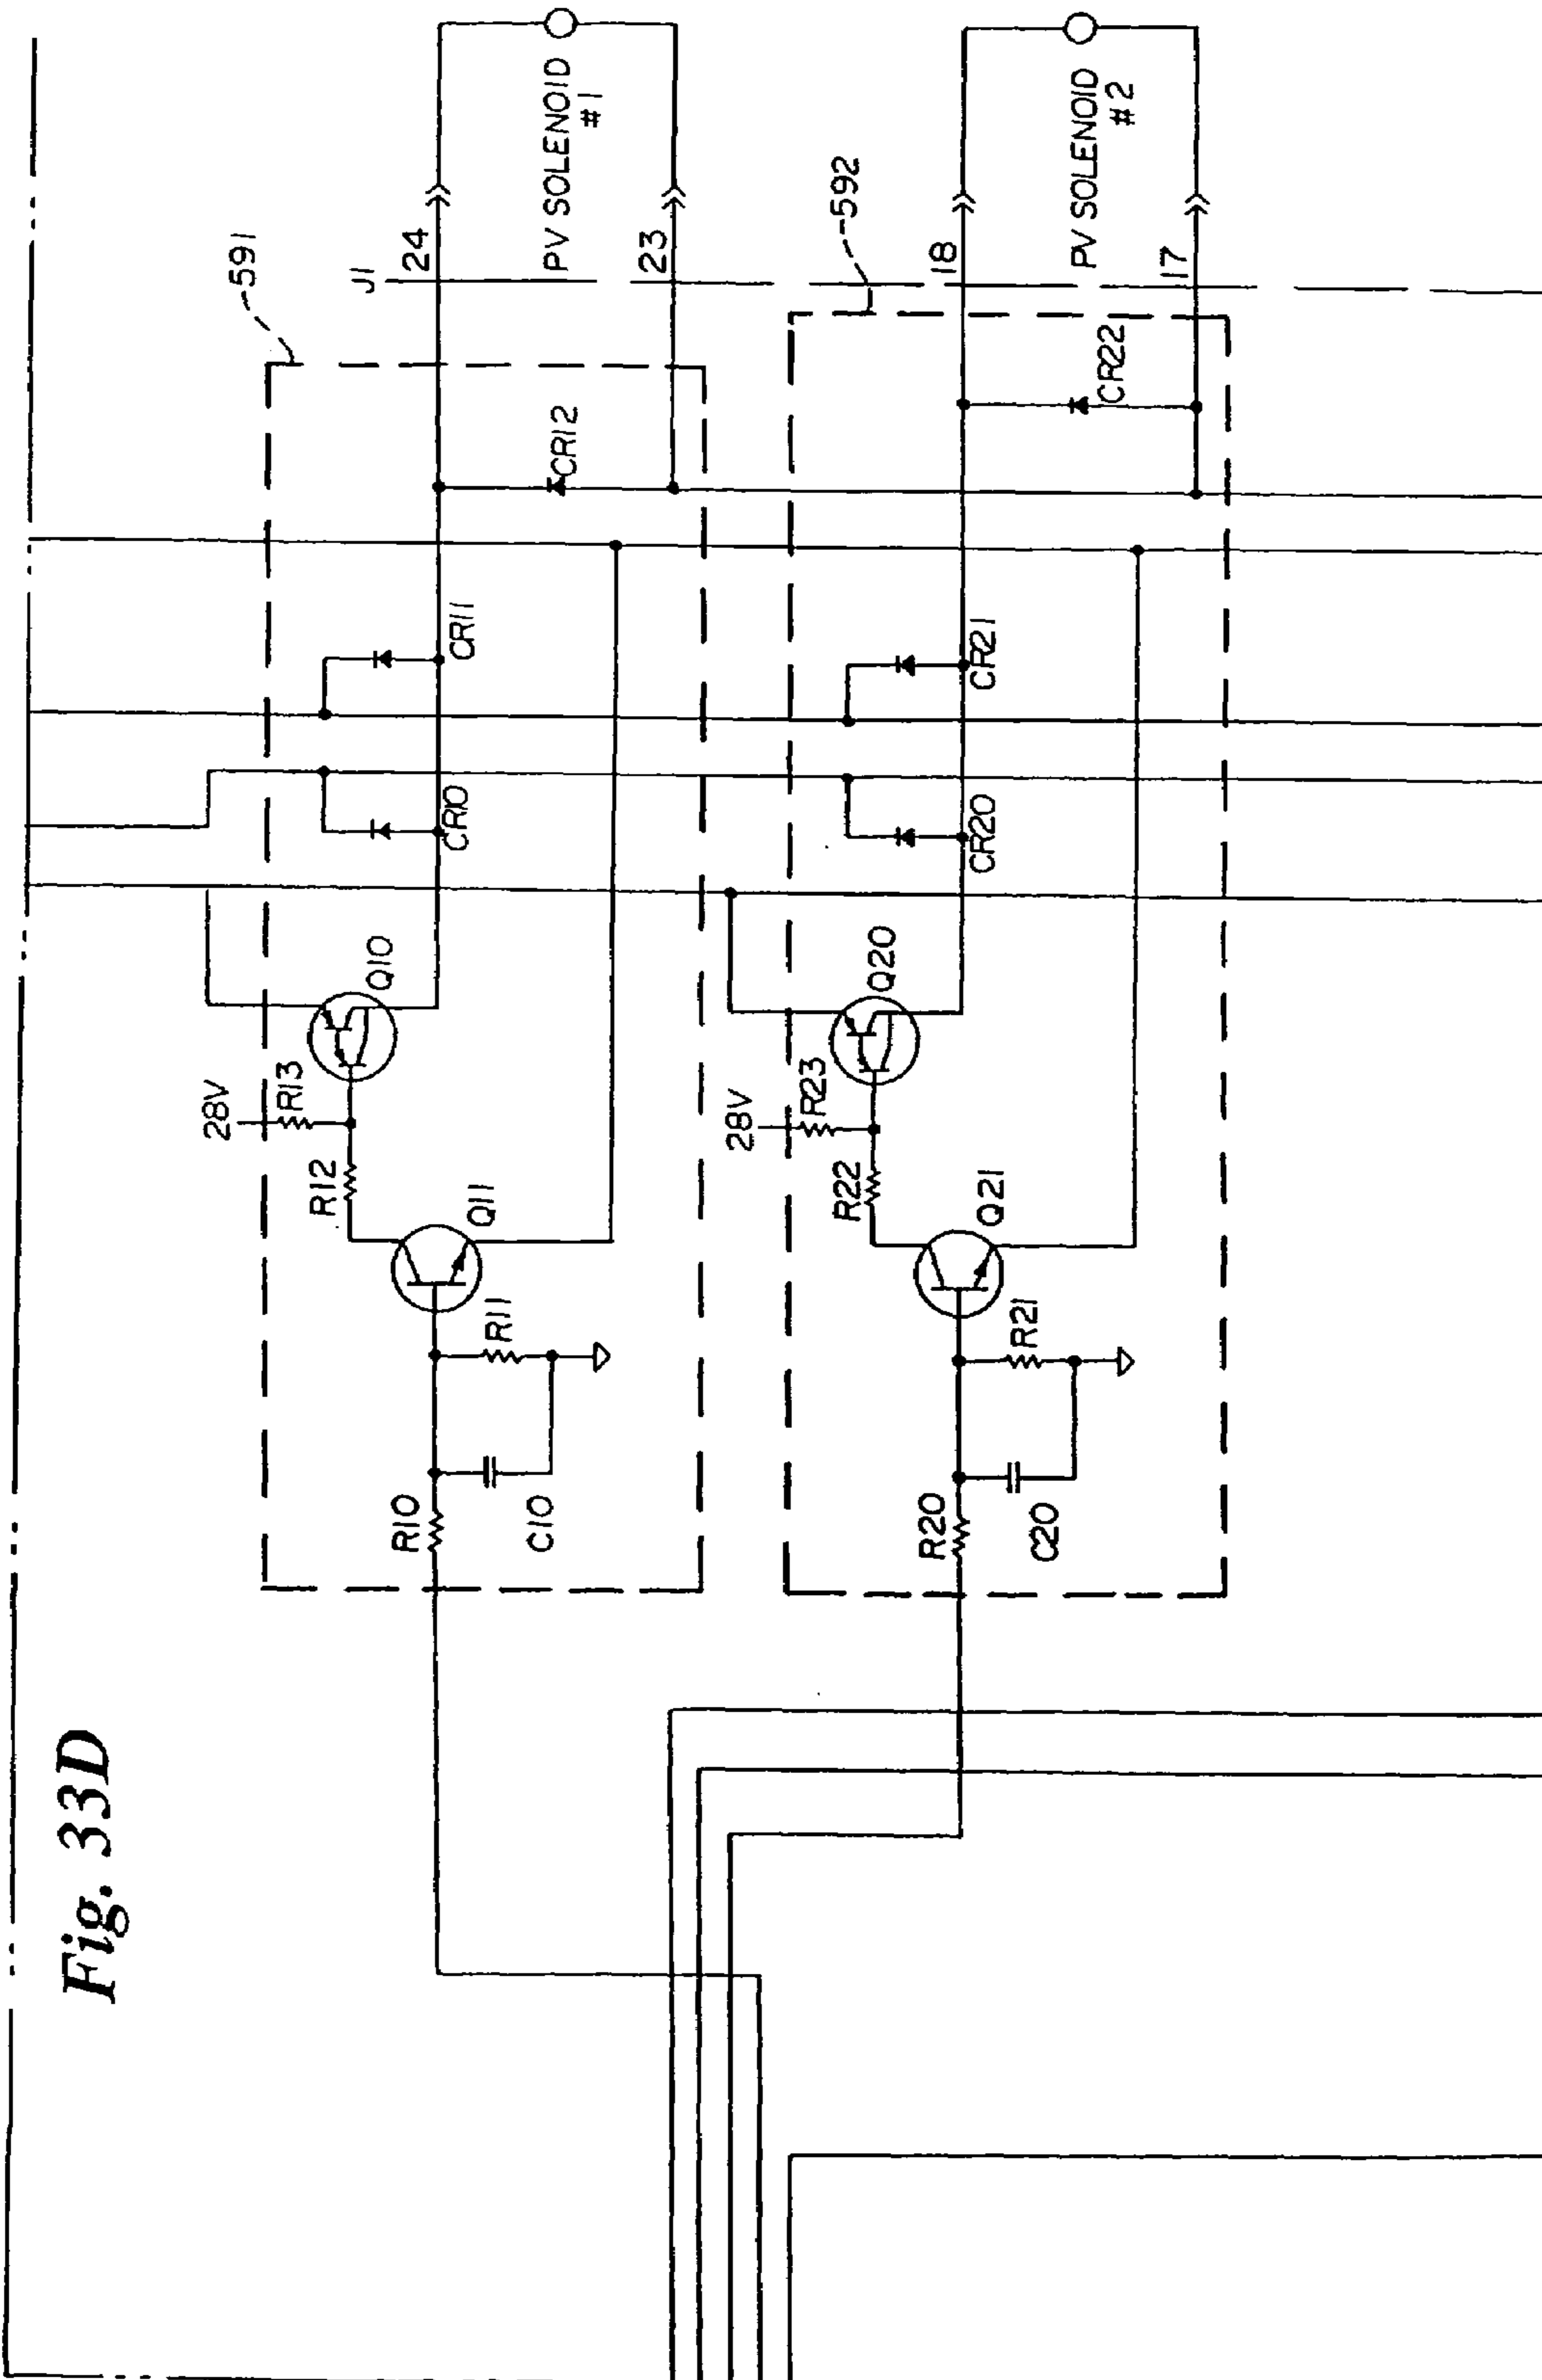 Fig. 33D
591
J1
24
PV SOLENOID
#1
23
CR12
CR11
CR10
Q10
28V
R13
R12
Q11
R11
R10
C10
592
18
PV SOLENOID
#2
17
CR22
CR21
CR20
Q20
28V
R23
R22
Q21
R21
R20
C20